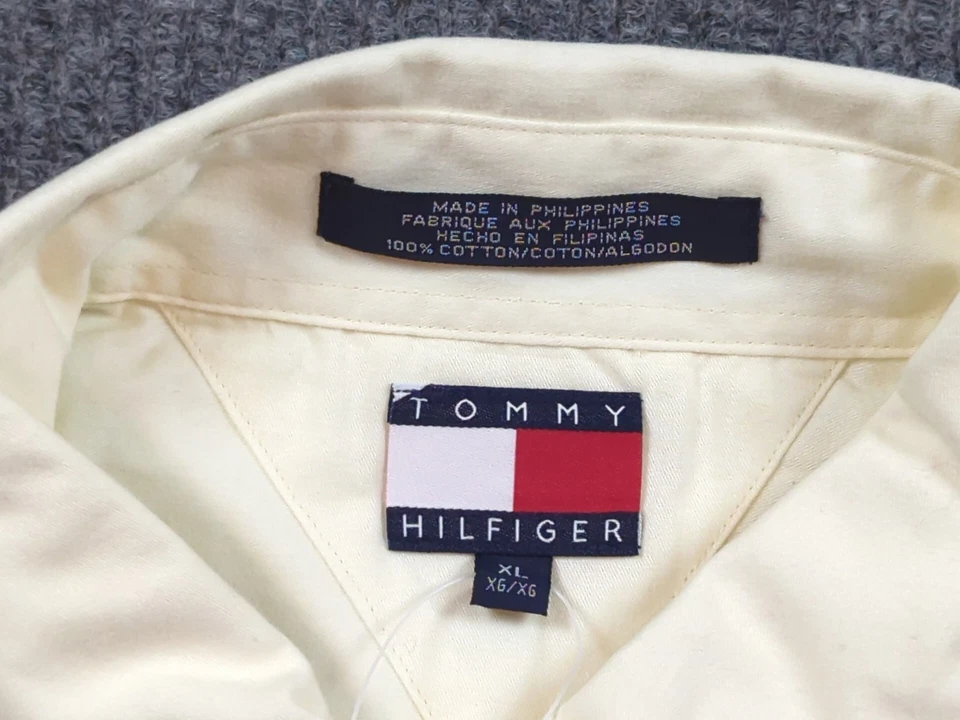 MADE IN PHILIPPINES
FABRIQUE AUX PHILIPPINES
HECHO EN FILIPINAS
100% COTTON/COTON/ALGODON
TOMMY
HILFIGER
XL
XG/XG